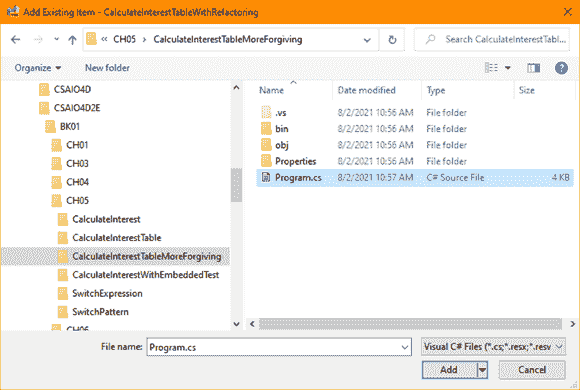 Add Existing Item - CalculateInterestTableWithRefactoring
« CH05 > CalculateInterestTableMoreForgiving
Search CalculateInterestTabl...
Organize New folder
CSAIO4D
CSAIO4D2E
BK01
CH01
CH03
CH04
CH05
CalculateInterest
CalculateInterestTable
CalculateInterestTableMoreForgiving
CalculateInterestWithEmbeddedTest
SwitchExpression
SwitchPattern
CH06
Name Date modified Type Size
.vs 8/2/2021 10:56 AM File folder
bin 8/2/2021 10:56 AM File folder
obj 8/2/2021 10:56 AM File folder
Properties 8/2/2021 10:56 AM File folder
Program.cs 8/2/2021 10:57 AM C# Source File 4 KB
File name: Program.cs
Visual C# Files (*.cs;*.resx;*.resv
Add Cancel